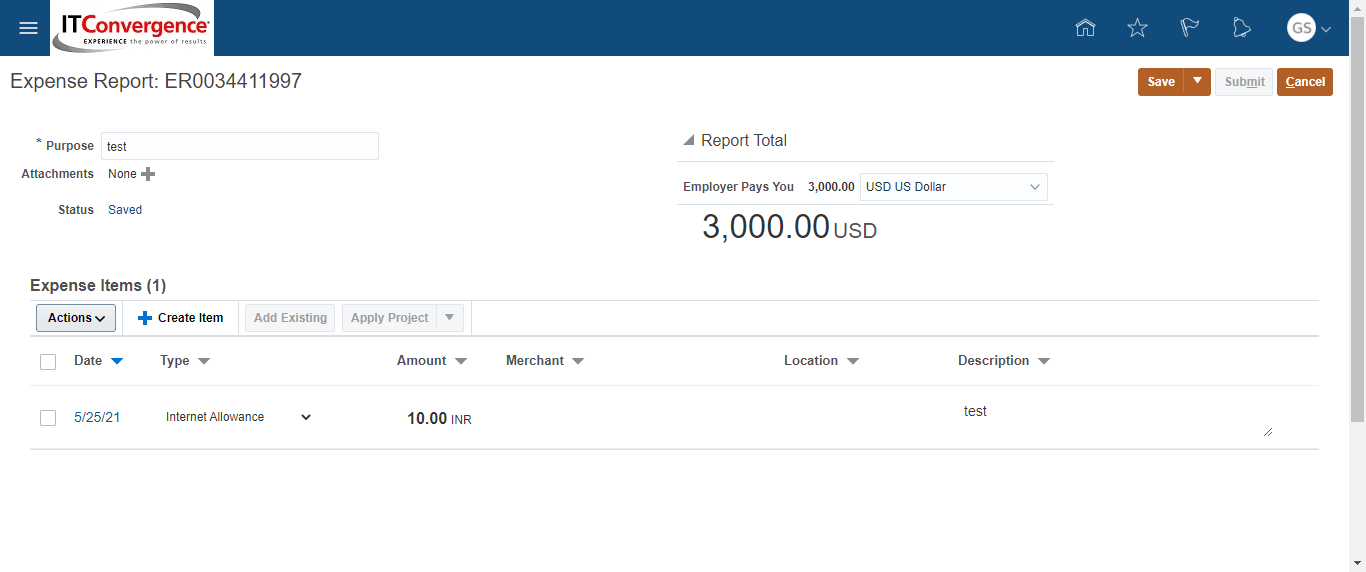 ITConvergence
EXPERIENCE the power of results
GS
Expense Report: ER0034411997
Save
Submit
Cancel
* Purpose test
Attachments None
Status Saved
Report Total
Employer Pays You 3,000.00 USD US Dollar
3,000.00 USD
Expense Items (1)
Actions Create Item Add Existing Apply Project
Date Type Amount Merchant Location Description
5/25/21 Internet Allowance 10.00 INR test